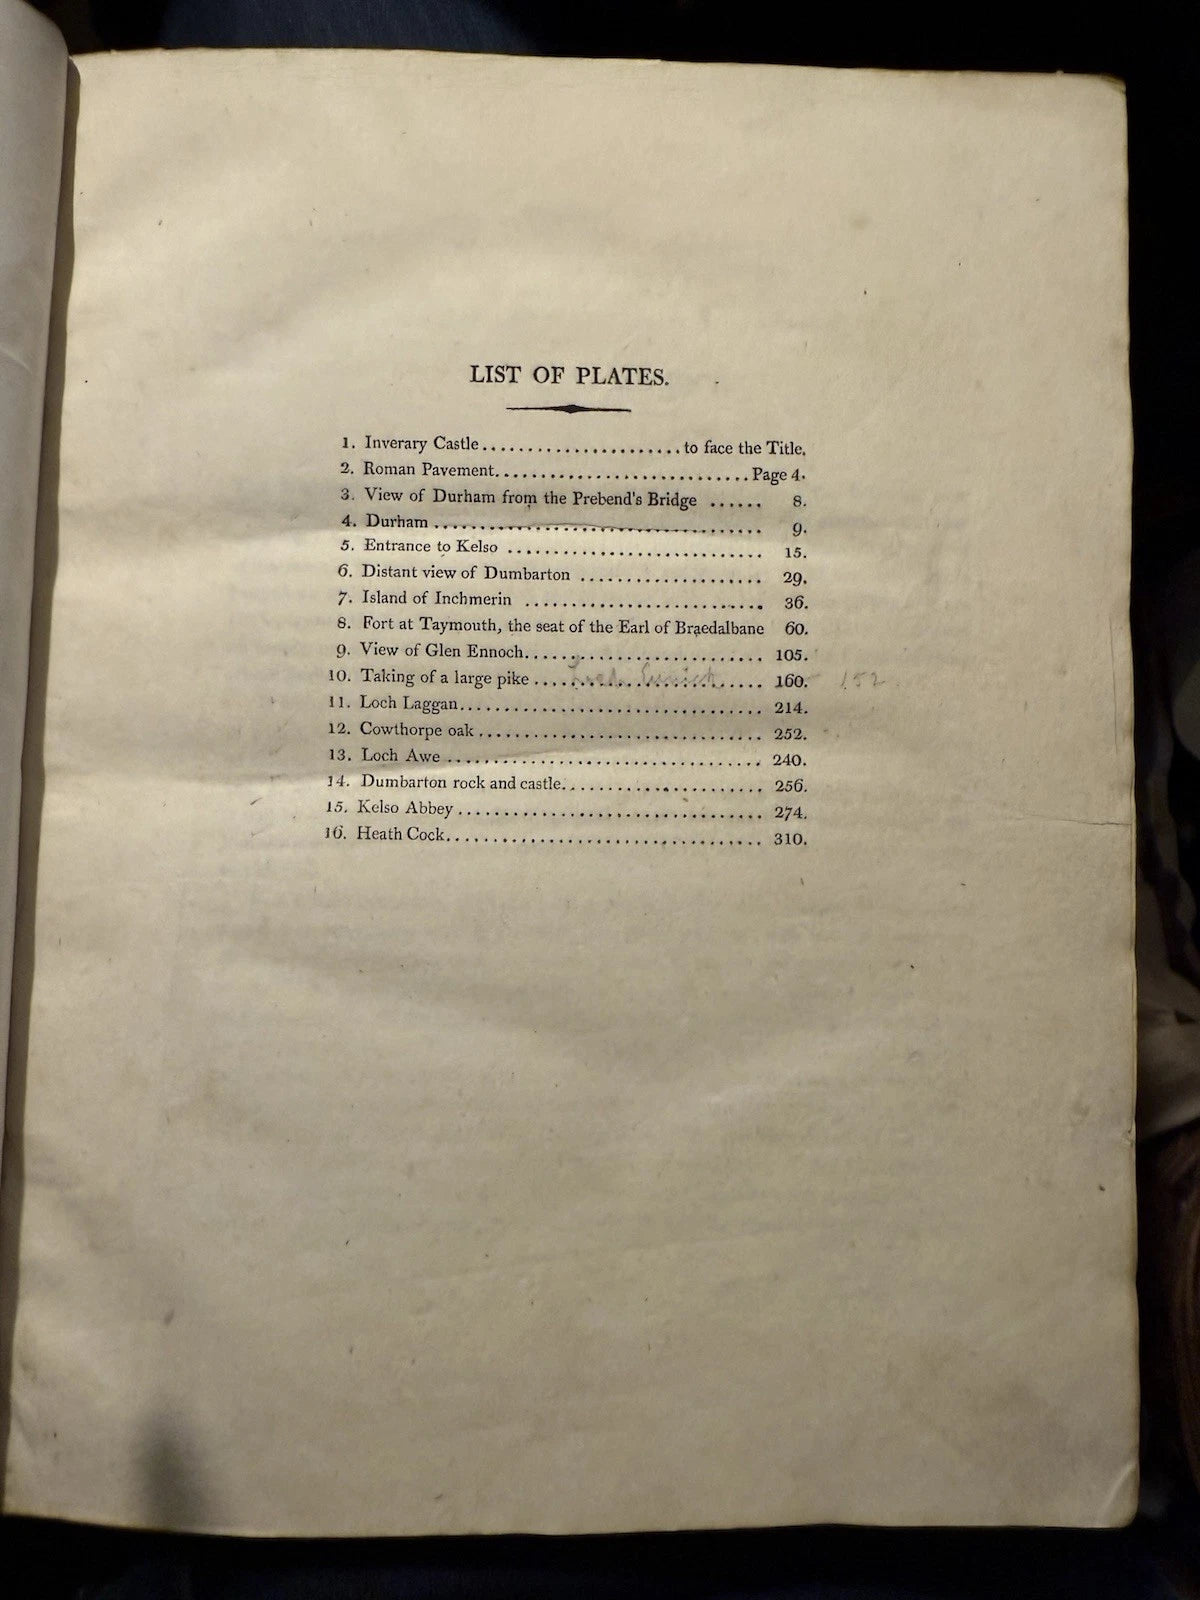 LIST OF PLATES.
1. Inverary Castle ...................... to face the Title.
2. Roman Pavement ........................... Page 4.
3. View of Durham from the Prebend's Bridge ...... 8.
4. Durham .................................... 9.
5. Entrance to Kelso ............................ 15.
6. Distant view of Dumbarton .................... 29.
7. Island of Inchmerin .......................... 36.
8. Fort at Taymouth, the seat of the Earl of Braedalbane 60.
9. View of Glen Ennoch .......................... 105.
10. Taking of a large pike ......................... 160. 152.
11. Loch Laggan ................................. 214.
12. Cowthorpe oak ............................... 252.
13. Loch Awe .................................. 240.
14. Dumbarton rock and castle ...................... 256.
15. Kelso Abbey ................................. 274.
16. Heath Cock .................................. 310.